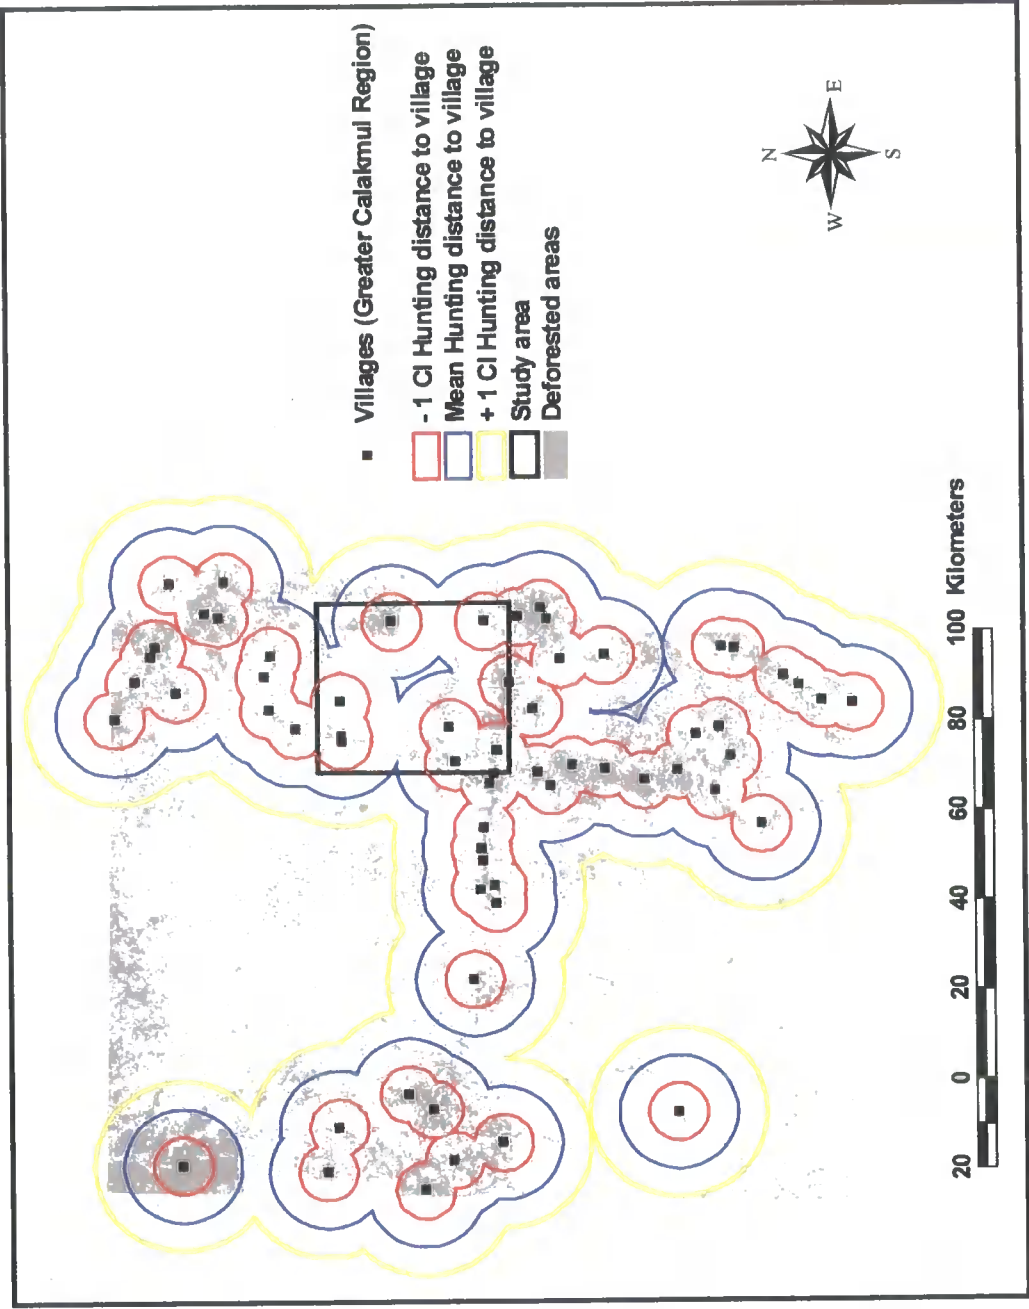 Villages (Greater Calakmul Region)
- 1 CI Hunting distance to village
Mean Hunting distance to village
+ 1 CI Hunting distance to village
Study area
Deforested areas
N
W
E
S
20 0 20 40 60 80 100 Kilometers